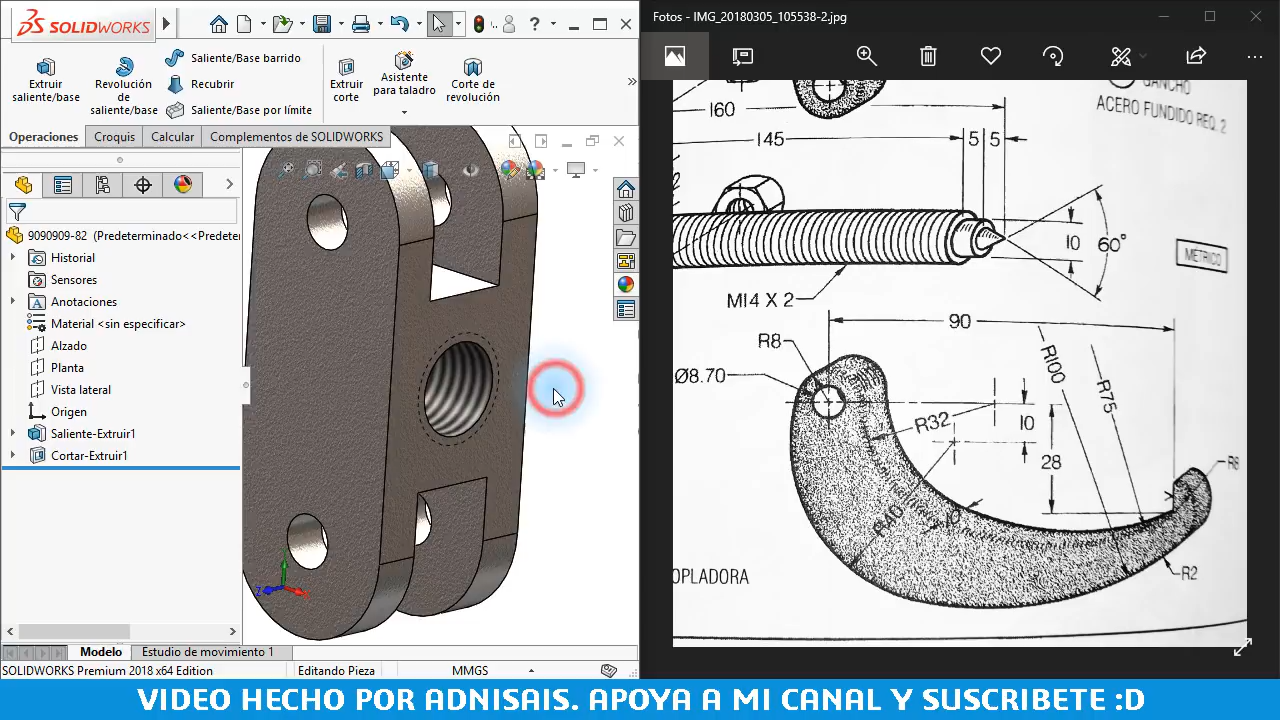 SOLIDWORKS
?
Extruir saliente/base
Revolución de saliente/base
Saliente/Base barrido
Recubrir
Saliente/Base por límite
Extruir corte
Asistente para taladro
Corte de revolución
»
Operaciones
Croquis
Calcular
Complementos de SOLIDWORKS
9090909-82 (Predeterminado<<Predeter
Historial
Sensores
Anotaciones
Material <sin especificar>
Alzado
Planta
Vista lateral
Origen
Saliente-Extruir1
Cortar-Extruir1
Z
Modelo
Estudio de movimiento 1
SOLIDWORKS Premium 2018 x64 Edition
Editando Pieza
MMGS
Fotos - IMG_20180305_105538-2.jpg
GANCHO
ACERO FUNDIDO REQ. 2
160
145
5
5
10
60°
METRICO
M14 X 2
90
R8
Ø8.70
R100
R75
R32
10
28
R40
10
R6
R2
OPLADORA
VIDEO HECHO POR ADNISAIS. APOYA A MI CANAL Y SUSCRIBETE :D